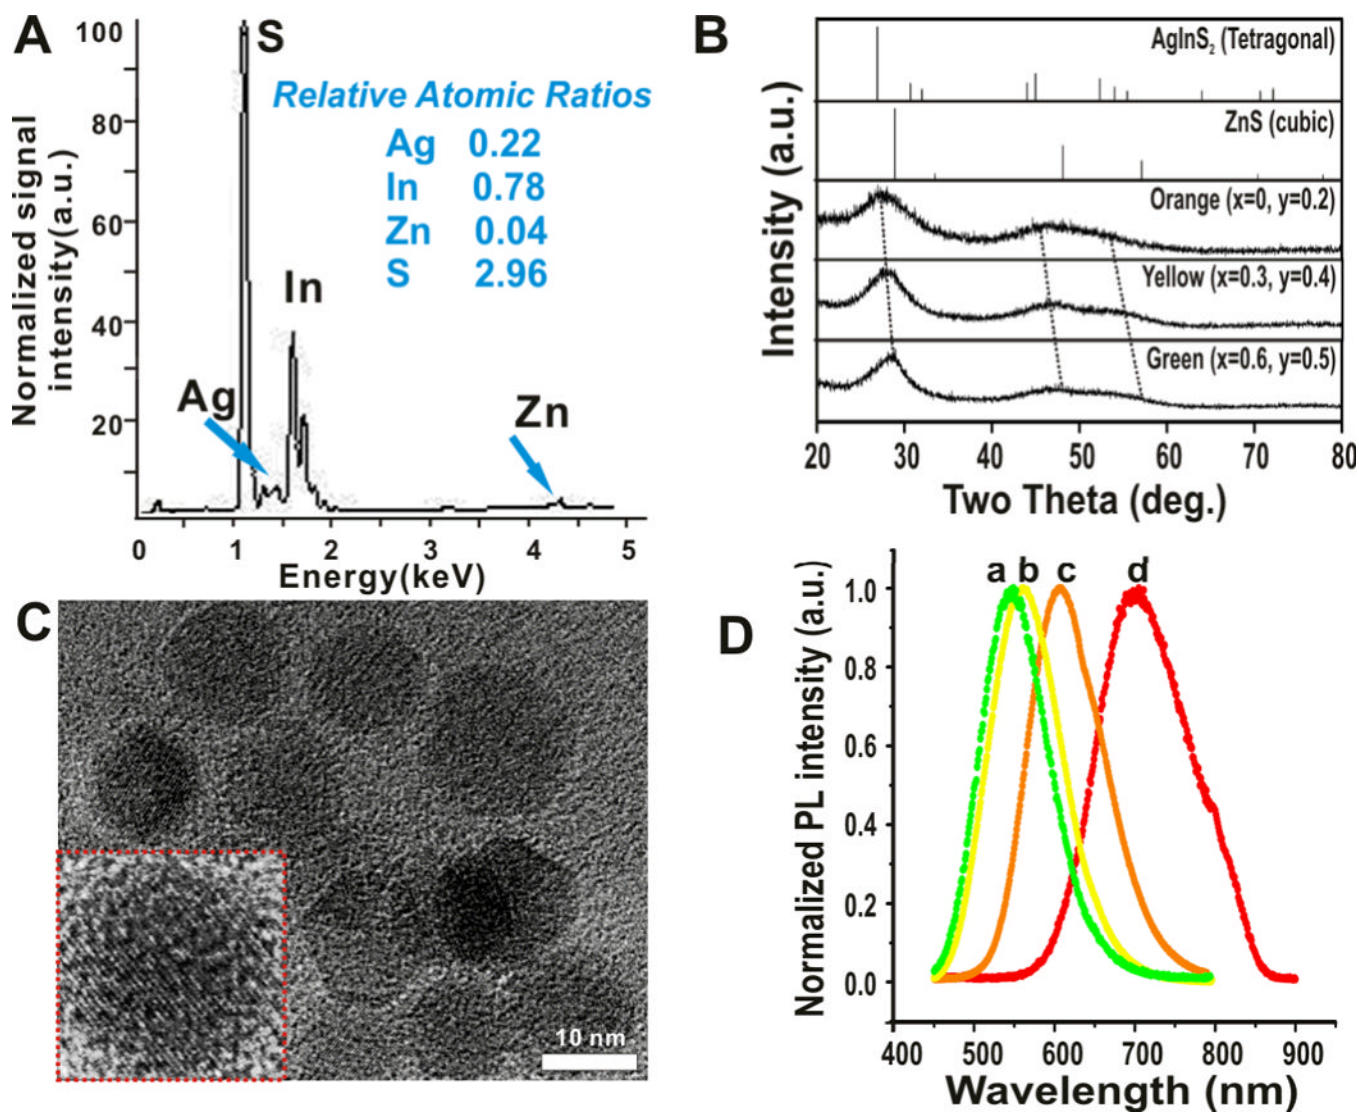 A
Normalized signal
intensity(a.u.)
100
80
60
40
20
S
Relative Atomic Ratios
Ag 0.22
In 0.78
Zn 0.04
S 2.96
In
Ag
Zn
0 1 2 3 4 5
Energy(keV)
B
Intensity (a.u.)
AgInS₂ (Tetragonal)
ZnS (cubic)
Orange (x=0, y=0.2)
Yellow (x=0.3, y=0.4)
Green (x=0.6, y=0.5)
20 30 40 50 60 70 80
Two Theta (deg.)
C
10 nm
D
Normalized PL intensity (a.u.)
a b c d
1.0
0.8
0.6
0.4
0.2
0.0
400 500 600 700 800 900
Wavelength (nm)